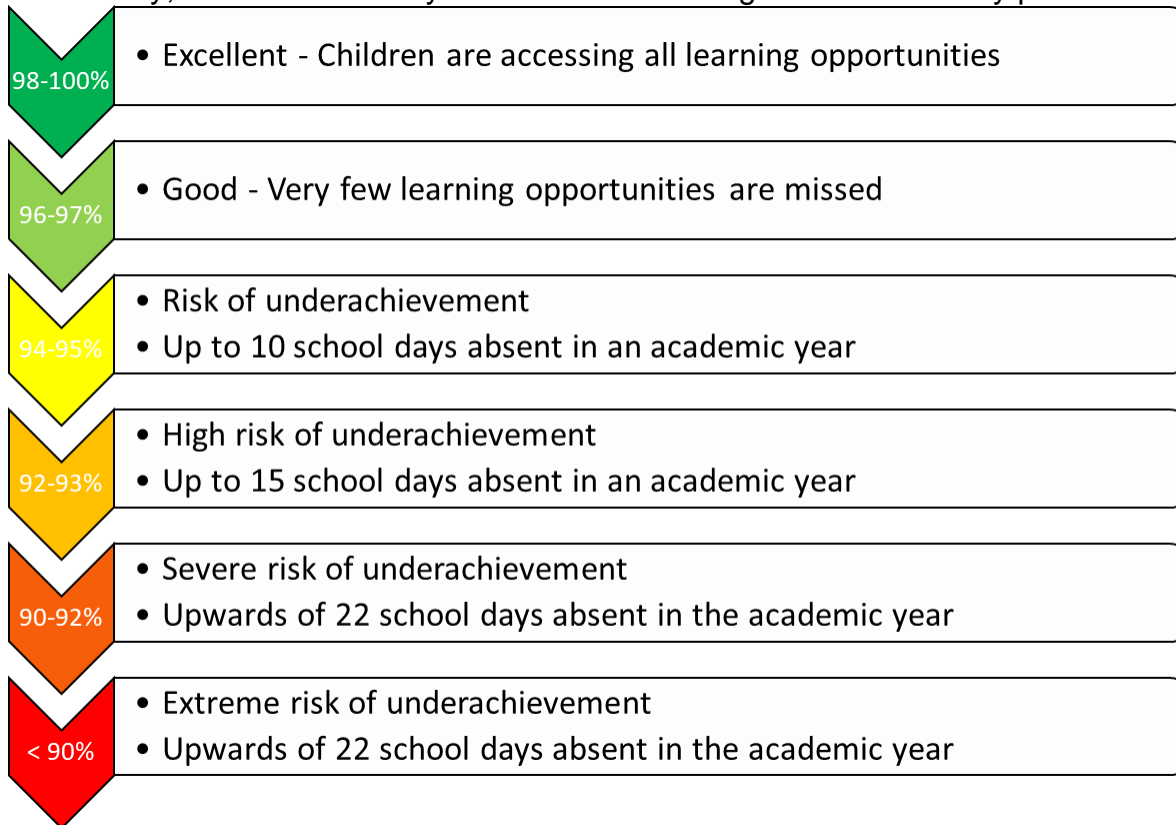 98-100%
• Excellent - Children are accessing all learning opportunities
96-97%
• Good - Very few learning opportunities are missed
94-95%
• Risk of underachievement
• Up to 10 school days absent in an academic year
92-93%
• High risk of underachievement
• Up to 15 school days absent in an academic year
90-92%
• Severe risk of underachievement
• Upwards of 22 school days absent in the academic year
< 90%
• Extreme risk of underachievement
• Upwards of 22 school days absent in the academic year